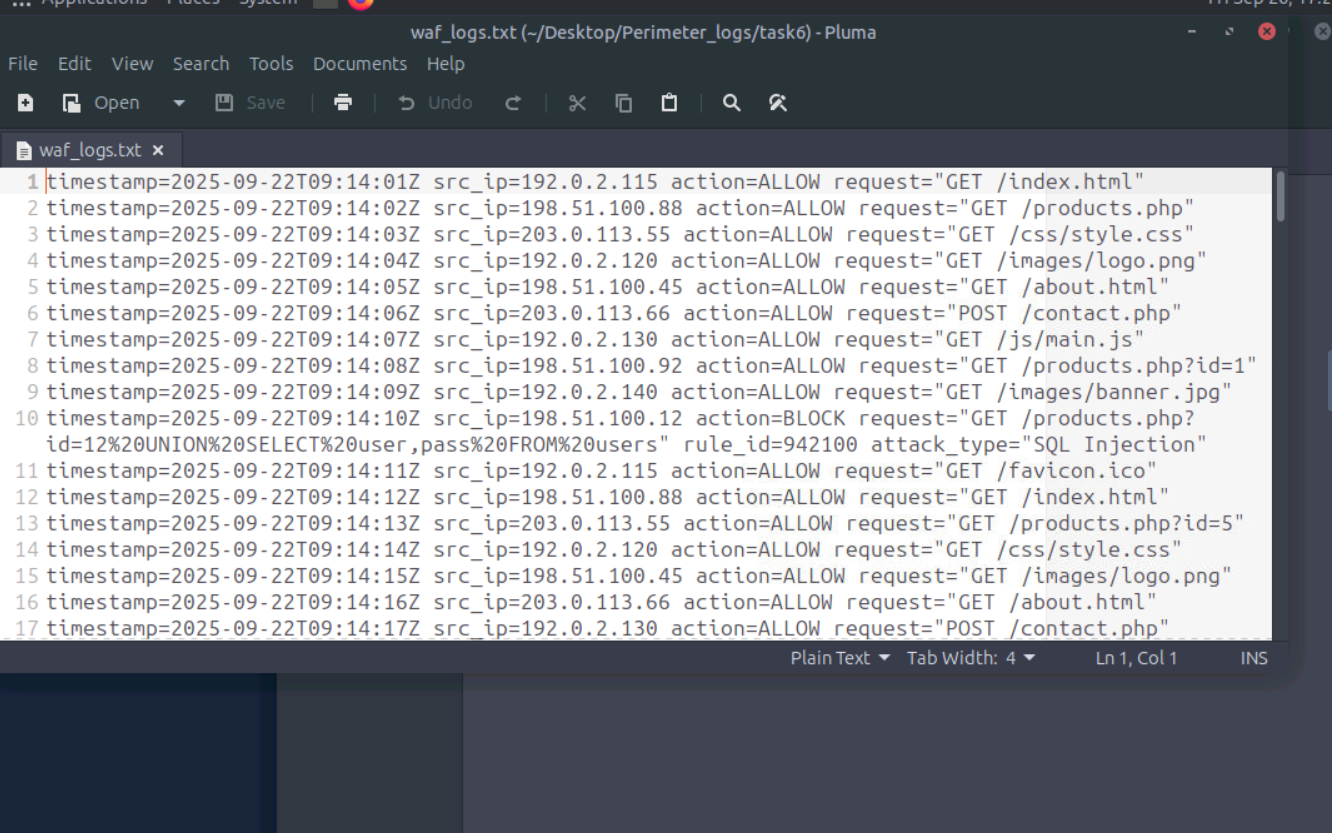 waf_logs.txt (~/Desktop/Perimeter_logs/task6) - Pluma
File Edit View Search Tools Documents Help
Open Save Undo
waf_logs.txt
1 timestamp=2025-09-22T09:14:01Z src_ip=192.0.2.115 action=ALLOW request="GET /index.html"
2 timestamp=2025-09-22T09:14:02Z src_ip=198.51.100.88 action=ALLOW request="GET /products.php"
3 timestamp=2025-09-22T09:14:03Z src_ip=203.0.113.55 action=ALLOW request="GET /css/style.css"
4 timestamp=2025-09-22T09:14:04Z src_ip=192.0.2.120 action=ALLOW request="GET /images/logo.png"
5 timestamp=2025-09-22T09:14:05Z src_ip=198.51.100.45 action=ALLOW request="GET /about.html"
6 timestamp=2025-09-22T09:14:06Z src_ip=203.0.113.66 action=ALLOW request="POST /contact.php"
7 timestamp=2025-09-22T09:14:07Z src_ip=192.0.2.130 action=ALLOW request="GET /js/main.js"
8 timestamp=2025-09-22T09:14:08Z src_ip=198.51.100.92 action=ALLOW request="GET /products.php?id=1"
9 timestamp=2025-09-22T09:14:09Z src_ip=192.0.2.140 action=ALLOW request="GET /images/banner.jpg"
10 timestamp=2025-09-22T09:14:10Z src_ip=198.51.100.12 action=BLOCK request="GET /products.php?
id=12%20UNION%20SELECT%20user,pass%20FROM%20users" rule_id=942100 attack_type="SQL Injection"
11 timestamp=2025-09-22T09:14:11Z src_ip=192.0.2.115 action=ALLOW request="GET /favicon.ico"
12 timestamp=2025-09-22T09:14:12Z src_ip=198.51.100.88 action=ALLOW request="GET /index.html"
13 timestamp=2025-09-22T09:14:13Z src_ip=203.0.113.55 action=ALLOW request="GET /products.php?id=5"
14 timestamp=2025-09-22T09:14:14Z src_ip=192.0.2.120 action=ALLOW request="GET /css/style.css"
15 timestamp=2025-09-22T09:14:15Z src_ip=198.51.100.45 action=ALLOW request="GET /images/logo.png"
16 timestamp=2025-09-22T09:14:16Z src_ip=203.0.113.66 action=ALLOW request="GET /about.html"
17 timestamp=2025-09-22T09:14:17Z src_ip=192.0.2.130 action=ALLOW request="POST /contact.php"
Plain Text Tab Width: 4 Ln 1, Col 1 INS